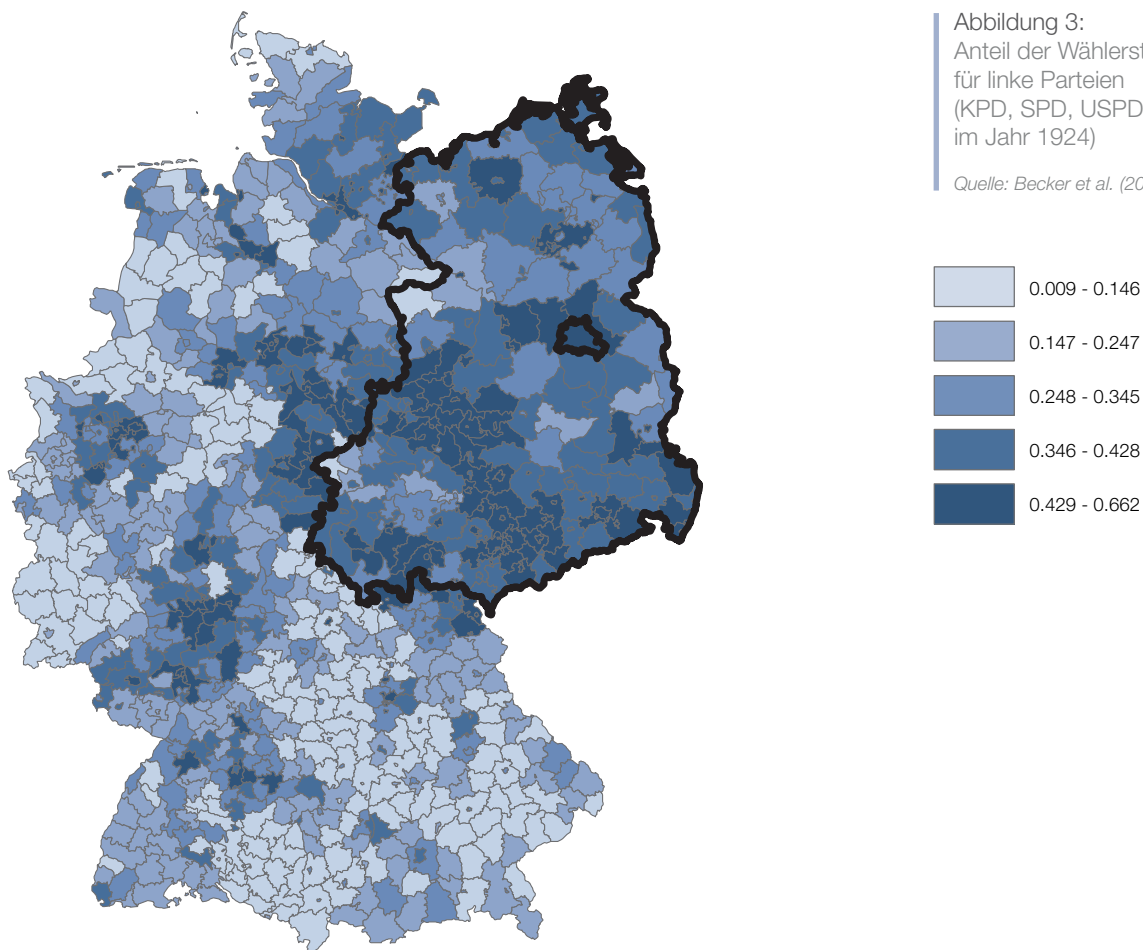 Abbildung 3:
Anteil der Wählerst
für linke Parteien
(KPD, SPD, USPD
im Jahr 1924)
Quelle: Becker et al. (20
0.009 - 0.146
0.147 - 0.247
0.248 - 0.345
0.346 - 0.428
0.429 - 0.662